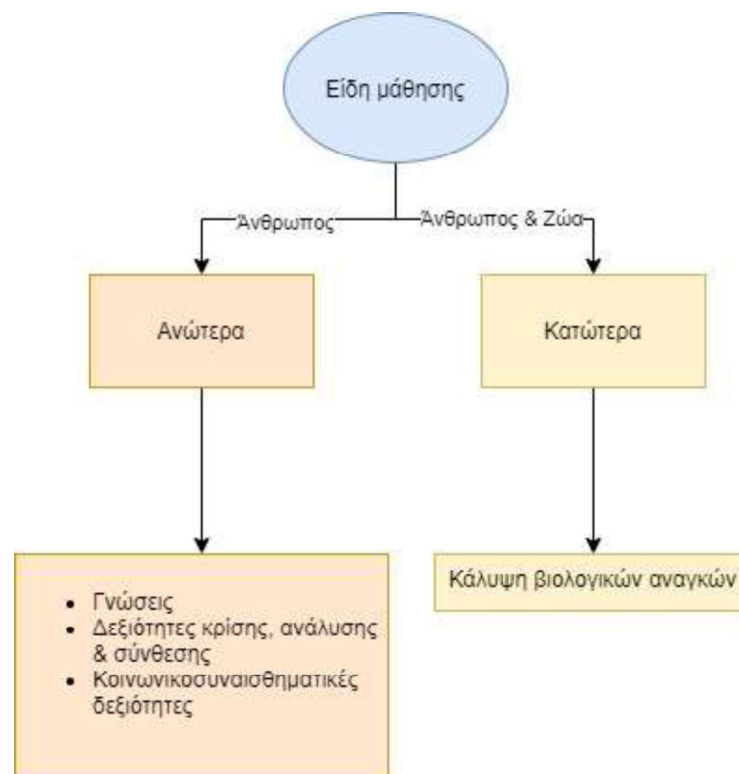 Είδη μάθησης
Άνθρωπος
Άνθρωπος & Ζώα
Ανώτερα
Κατώτερα
Κάλυψη βιολογικών αναγκών
• Γνώσεις
• Δεξιότητες κρίσης, ανάλυσης
& σύνθεσης
• Κοινωνικοσυναισθηματικές
δεξιότητες